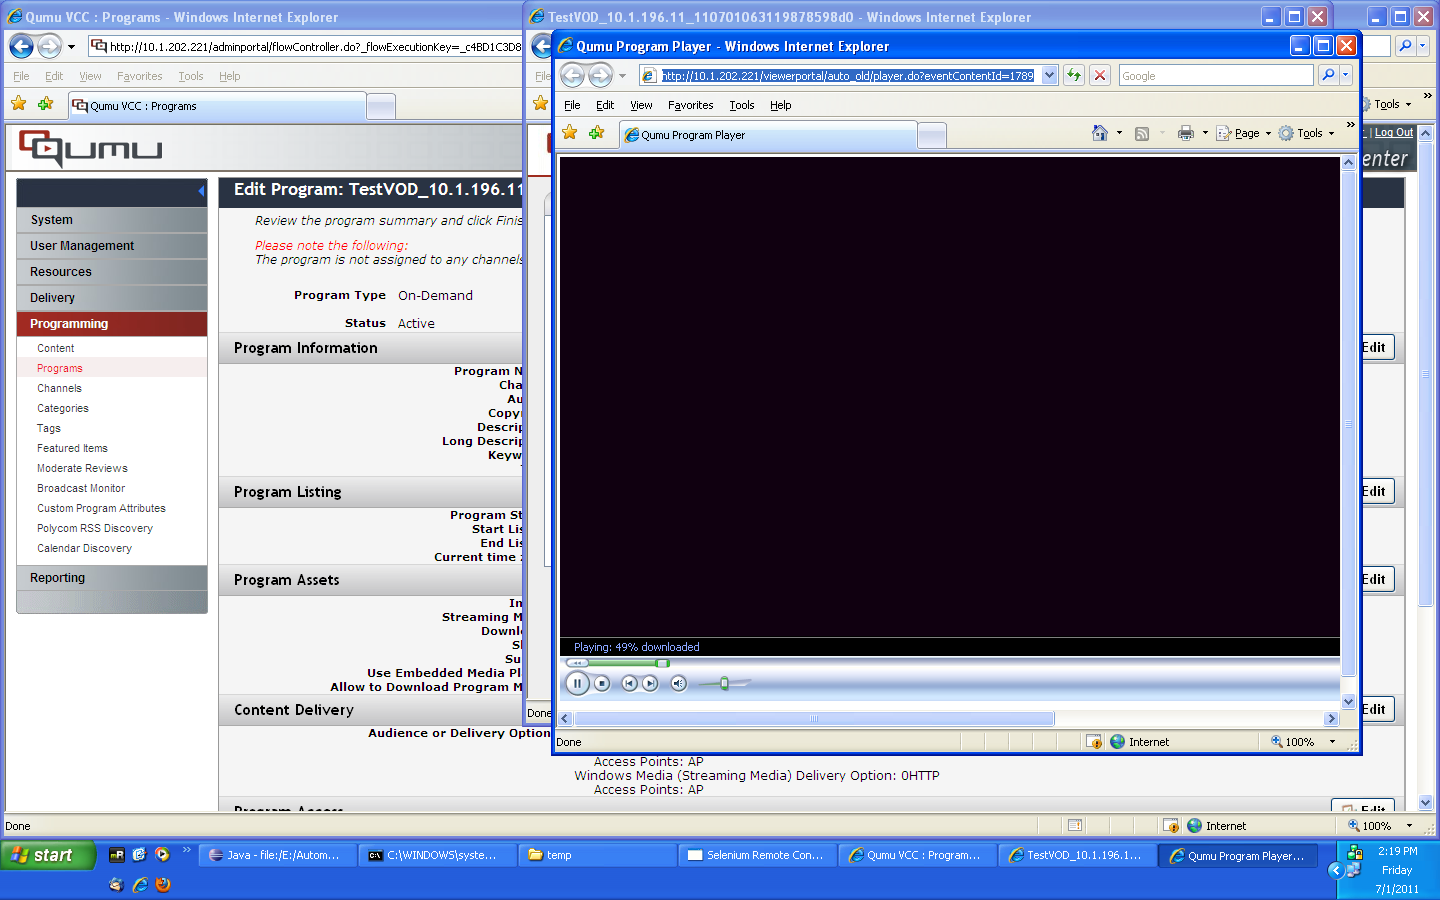 Qumu VCC : Programs - Windows Internet Explorer
http://10.1.202.221/adminportal/flowController.do?_flowExecutionKey=_c4BD1C3D8
File Edit View Favorites Tools Help
Qumu VCC : Programs
QUMU
System
User Management
Resources
Delivery
Programming
Content
Programs
Channels
Categories
Tags
Featured Items
Moderate Reviews
Broadcast Monitor
Custom Program Attributes
Polycom RSS Discovery
Calendar Discovery
Reporting
Edit Program: TestVOD_10.1.196.11
Review the program summary and click Finis
Please note the following:
The program is not assigned to any channels
Program Type On-Demand
Status Active
Program Information
Edit
Program N
Cha
Au
Copy
Descrip
Long Descrip
Keyw
Program Listing
Edit
Program St
Start Lis
End Lis
Current time
Program Assets
Edit
Streaming M
Downl
Sl
Su
Use Embedded Media Pl
Allow to Download Program M
Content Delivery
Edit
Audience or Delivery Option
Access Points: AP
Windows Media (Streaming Media) Delivery Option: 0HTTP
Access Points: AP
Program Access
Edit
Done
Internet
100%
TestVOD_10.1.196.11_110701063119878598d0 - Windows Internet Explorer
File
Tools
| Log Out
enter
Done
Qumu Program Player - Windows Internet Explorer
http://10.1.202.221/viewerportal/auto_old/player.do?eventContentId=1789
Google
File Edit View Favorites Tools Help
Qumu Program Player
Page Tools
Playing: 49% downloaded
Done
Internet
100%
start
Java - file:/E:/Autom...
C:\WINDOWS\syste...
temp
Selenium Remote Con...
Qumu VCC : Program...
TestVOD_10.1.196.1...
Qumu Program Player...
2:19 PM
Friday
7/1/2011